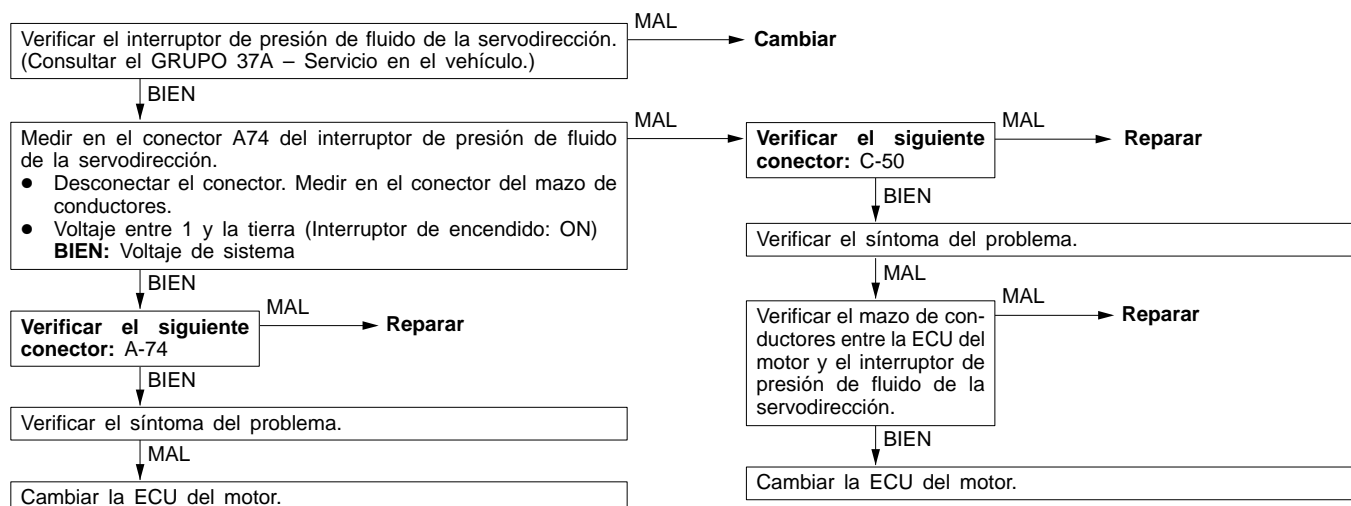 Verificar el interruptor de presión de fluido de la servodirección.
(Consultar el GRUPO 37A – Servicio en el vehículo.)
MAL
Cambiar
BIEN
Medir en el conector A74 del interruptor de presión de fluido
de la servodirección.
● Desconectar el conector. Medir en el conector del mazo de
conductores.
● Voltaje entre 1 y la tierra (Interruptor de encendido: ON)
BIEN: Voltaje de sistema
MAL
Verificar el siguiente
conector: C-50
MAL
Reparar
BIEN
Verificar el síntoma del problema.
MAL
Verificar el mazo de con-
ductores entre la ECU del
motor y el interruptor de
presión de fluido de la
servodirección.
MAL
Reparar
BIEN
Cambiar la ECU del motor.
BIEN
Verificar el siguiente
conector: A-74
MAL
Reparar
BIEN
Verificar el síntoma del problema.
MAL
Cambiar la ECU del motor.